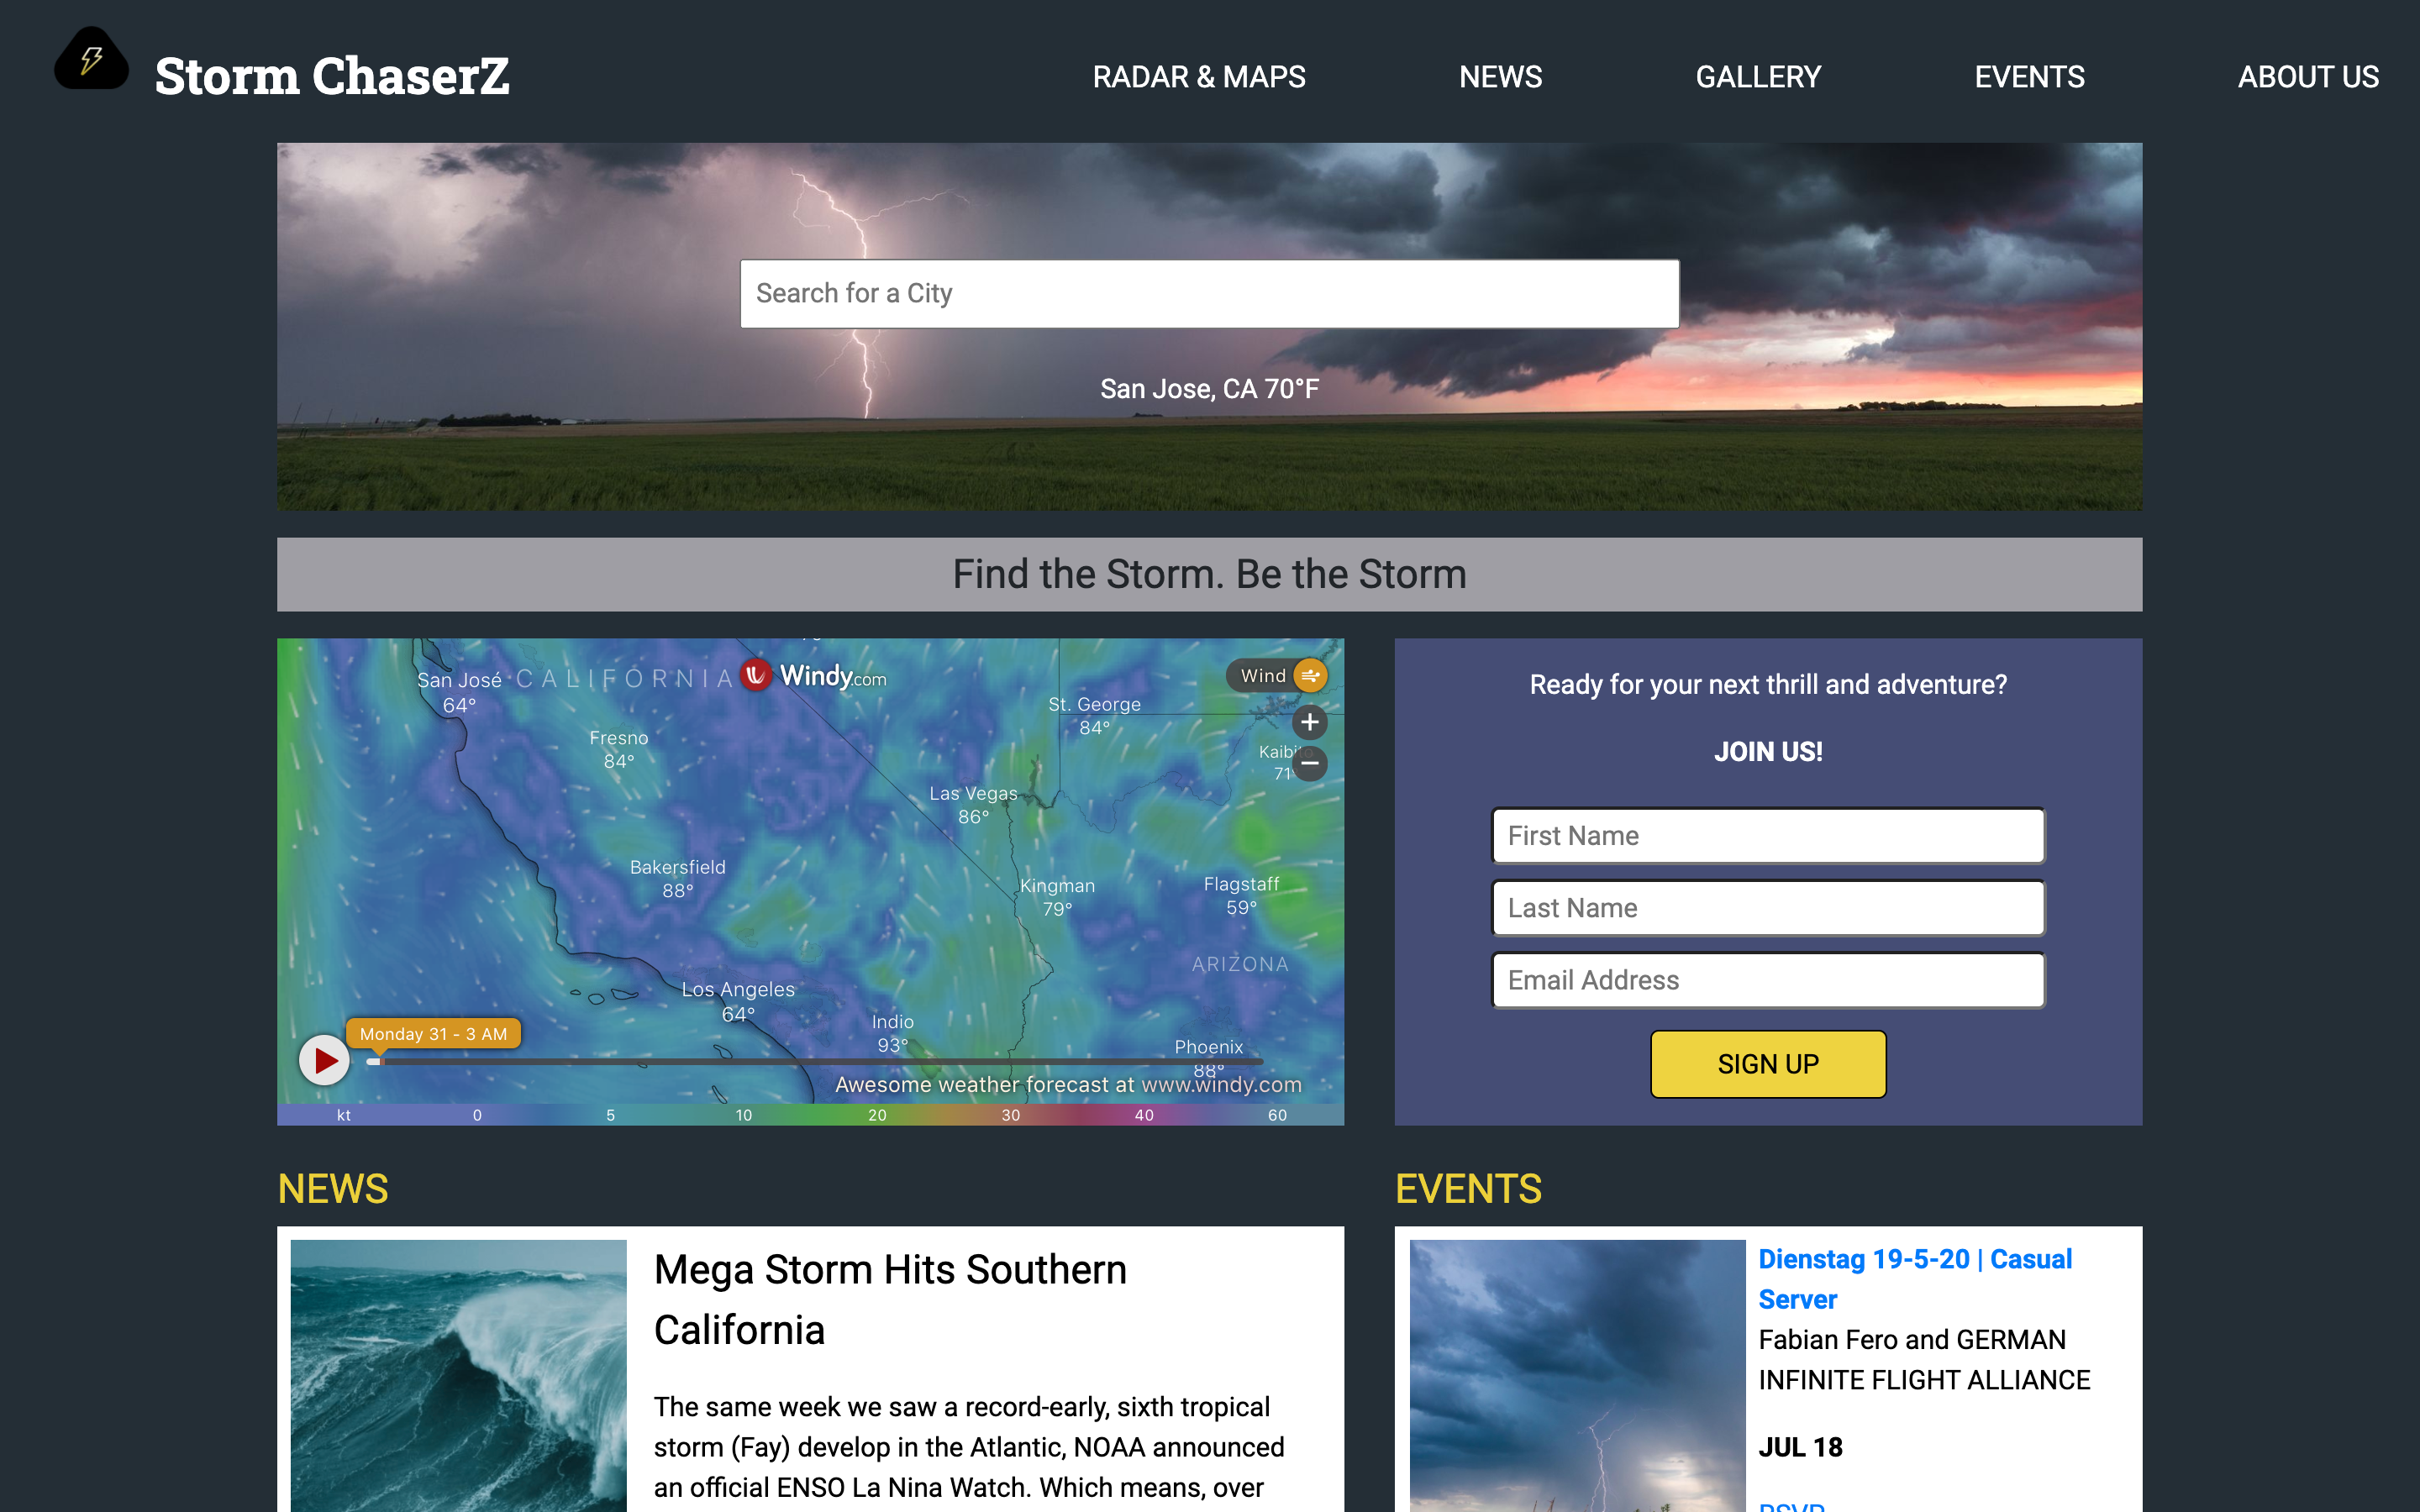 Storm ChaserZ
RADAR & MAPS
NEWS
GALLERY
EVENTS
ABOUT US
Search for a City
San Jose, CA 70°F
Find the Storm. Be the Storm
San José
64°
CALIFORNIA
Windy.com
Wind
St. George
84°
Fresno
84°
71°
Las Vegas
86°
Bakersfield
88°
Kingman
79°
Flagstaff
59°
ARIZONA
Los Angeles
64°
Indio
93°
Phoenix
88°
Monday 31 - 3 AM
Awesome weather forecast at www.windy.com
kt 0 5 10 20 30 40 60
Ready for your next thrill and adventure?
JOIN US!
First Name
Last Name
Email Address
SIGN UP
NEWS
Mega Storm Hits Southern
California
The same week we saw a record-early, sixth tropical
storm (Fay) develop in the Atlantic, NOAA announced
an official ENSO La Nina Watch. Which means, over
EVENTS
Dienstag 19-5-20 | Casual
Server
Fabian Fero and GERMAN
INFINITE FLIGHT ALLIANCE
JUL 18
RSVP